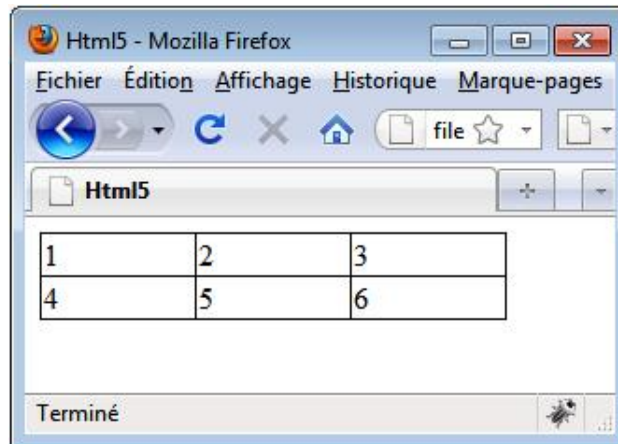 Html5 - Mozilla Firefox
Fichier Édition Affichage Historique Marque-pages
file
Html5
1 2 3
4 5 6
Terminé